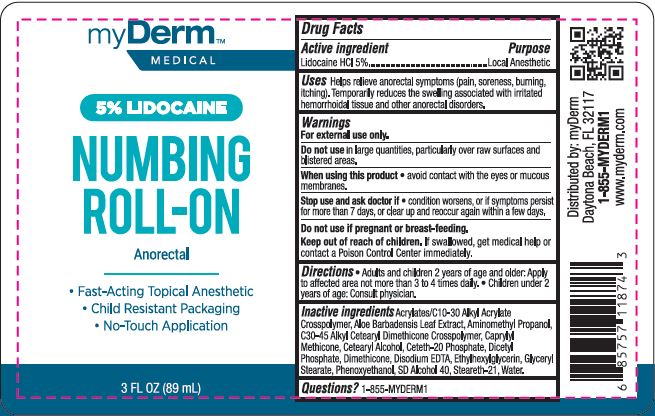 myDerm™
MEDICAL
5% LIDOCAINE
NUMBING
ROLL-ON
Anorectal
• Fast-Acting Topical Anesthetic
• Child Resistant Packaging
• No-Touch Application
3 FL OZ (89 mL)
Drug Facts
Active ingredient Purpose
Lidocaine HCl 5%......................................Local Anesthetic
Uses Helps relieve anorectal symptoms (pain, soreness, burning,
itching). Temporarily reduces the swelling associated with irritated
hemorrhoidal tissue and other anorectal disorders.
Warnings
For external use only.
Do not use in large quantities, particularly over raw surfaces and
blistered areas.
When using this product • avoid contact with the eyes or mucous
membranes.
Stop use and ask doctor if • condition worsens, or if symptoms persist
for more than 7 days, or clear up and reoccur again within a few days.
Do not use if pregnant or breast-feeding.
Keep out of reach of children. If swallowed, get medical help or
contact a Poison Control Center immediately.
Directions • Adults and children 2 years of age and older: Apply
to affected area not more than 3 to 4 times daily. • Children under 2
years of age: Consult physician.
Inactive ingredients Acrylates/C10-30 Alkyl Acrylate
Crosspolymer, Aloe Barbadensis Leaf Extract, Aminomethyl Propanol,
C30-45 Alkyl Cetearyl Dimethicone Crosspolymer, Caprylyl
Methicone, Cetearyl Alcohol, Ceteth-20 Phosphate, Dicetyl
Phosphate, Dimethicone, Disodium EDTA, Ethylhexylglycerin, Glyceryl
Stearate, Phenoxyethanol, SD Alcohol 40, Steareth-21, Water.
Questions? 1-855-MYDERM1
Distributed by: myDerm
Daytona Beach, FL 32117
1-855-MYDERM1
www.myderm.com
6 85757 11874 3